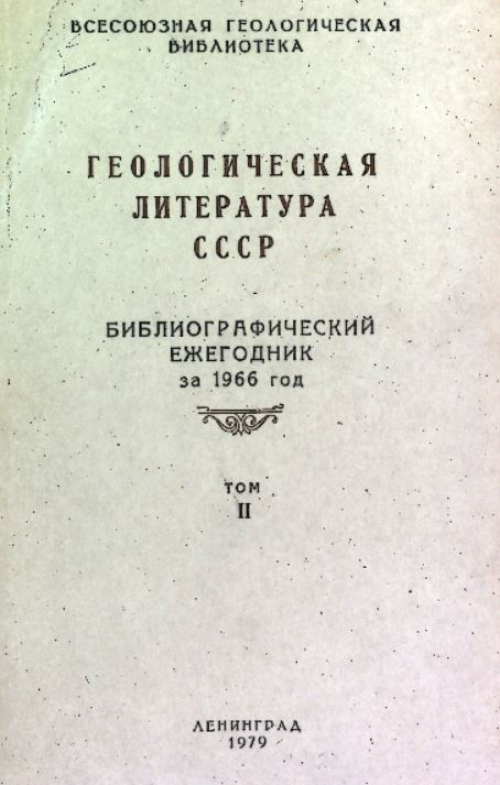 ВСЕСОЮЗНАЯ ГЕОЛОГИЧЕСКАЯ
БИБЛИОТЕКА
ГЕОЛОГИЧЕСКАЯ
ЛИТЕРАТУРА
СССР
БИБЛИОГРАФИЧЕСКИЙ
ЕЖЕГОДНИК
за 1966 год
ТОМ
II
ЛЕНИНГРАД
1979